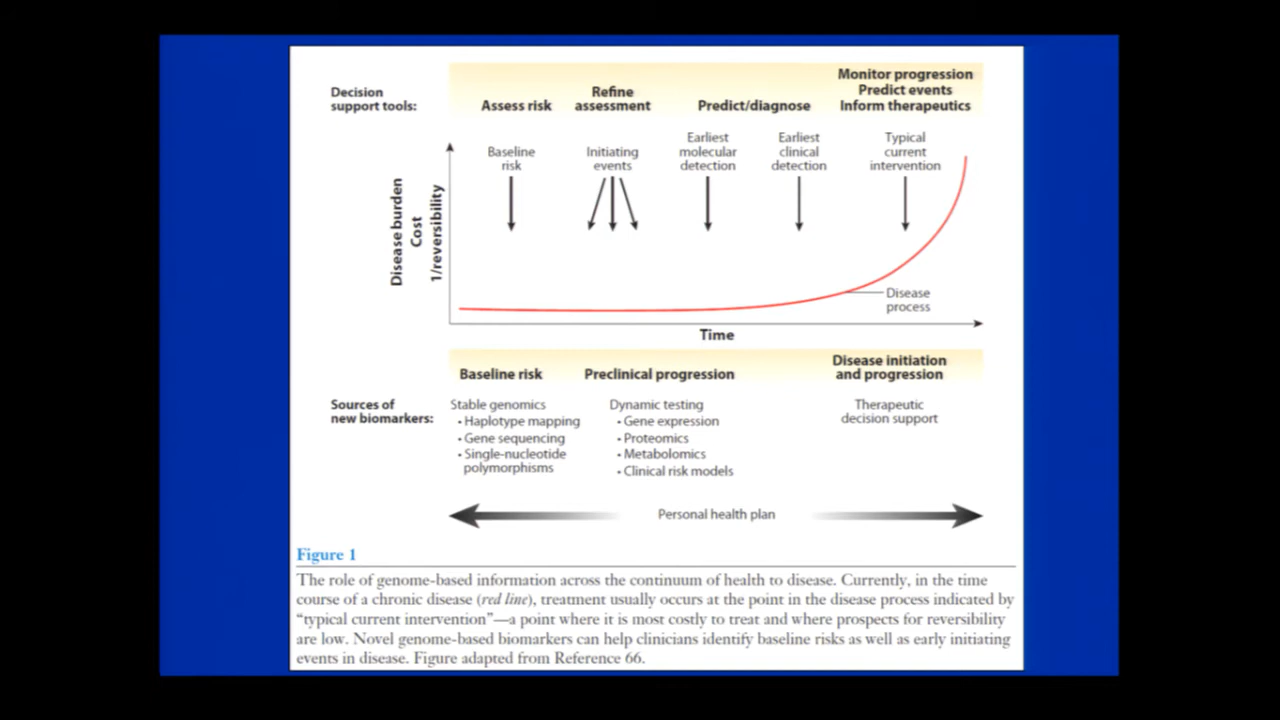 Decision
support tools:
Assess risk
Refine
assessment
Predict/diagnose
Monitor progression
Predict events
Inform therapeutics
Disease burden
Cost
1/reversibility
Baseline
risk
Initiating
events
Earliest
molecular
detection
Earliest
clinical
detection
Typical
current
intervention
Disease
process
Time
Baseline risk
Preclinical progression
Disease initiation
and progression
Sources of
new biomarkers:
Stable genomics
• Haplotype mapping
• Gene sequencing
• Single-nucleotide
polymorphisms
Dynamic testing
• Gene expression
• Proteomics
• Metabolomics
• Clinical risk models
Therapeutic
decision support
Personal health plan
Figure 1
The role of genome-based information across the continuum of health to disease. Currently, in the time
course of a chronic disease (red line), treatment usually occurs at the point in the disease process indicated by
“typical current intervention”—a point where it is most costly to treat and where prospects for reversibility
are low. Novel genome-based biomarkers can help clinicians identify baseline risks as well as early initiating
events in disease. Figure adapted from Reference 66.